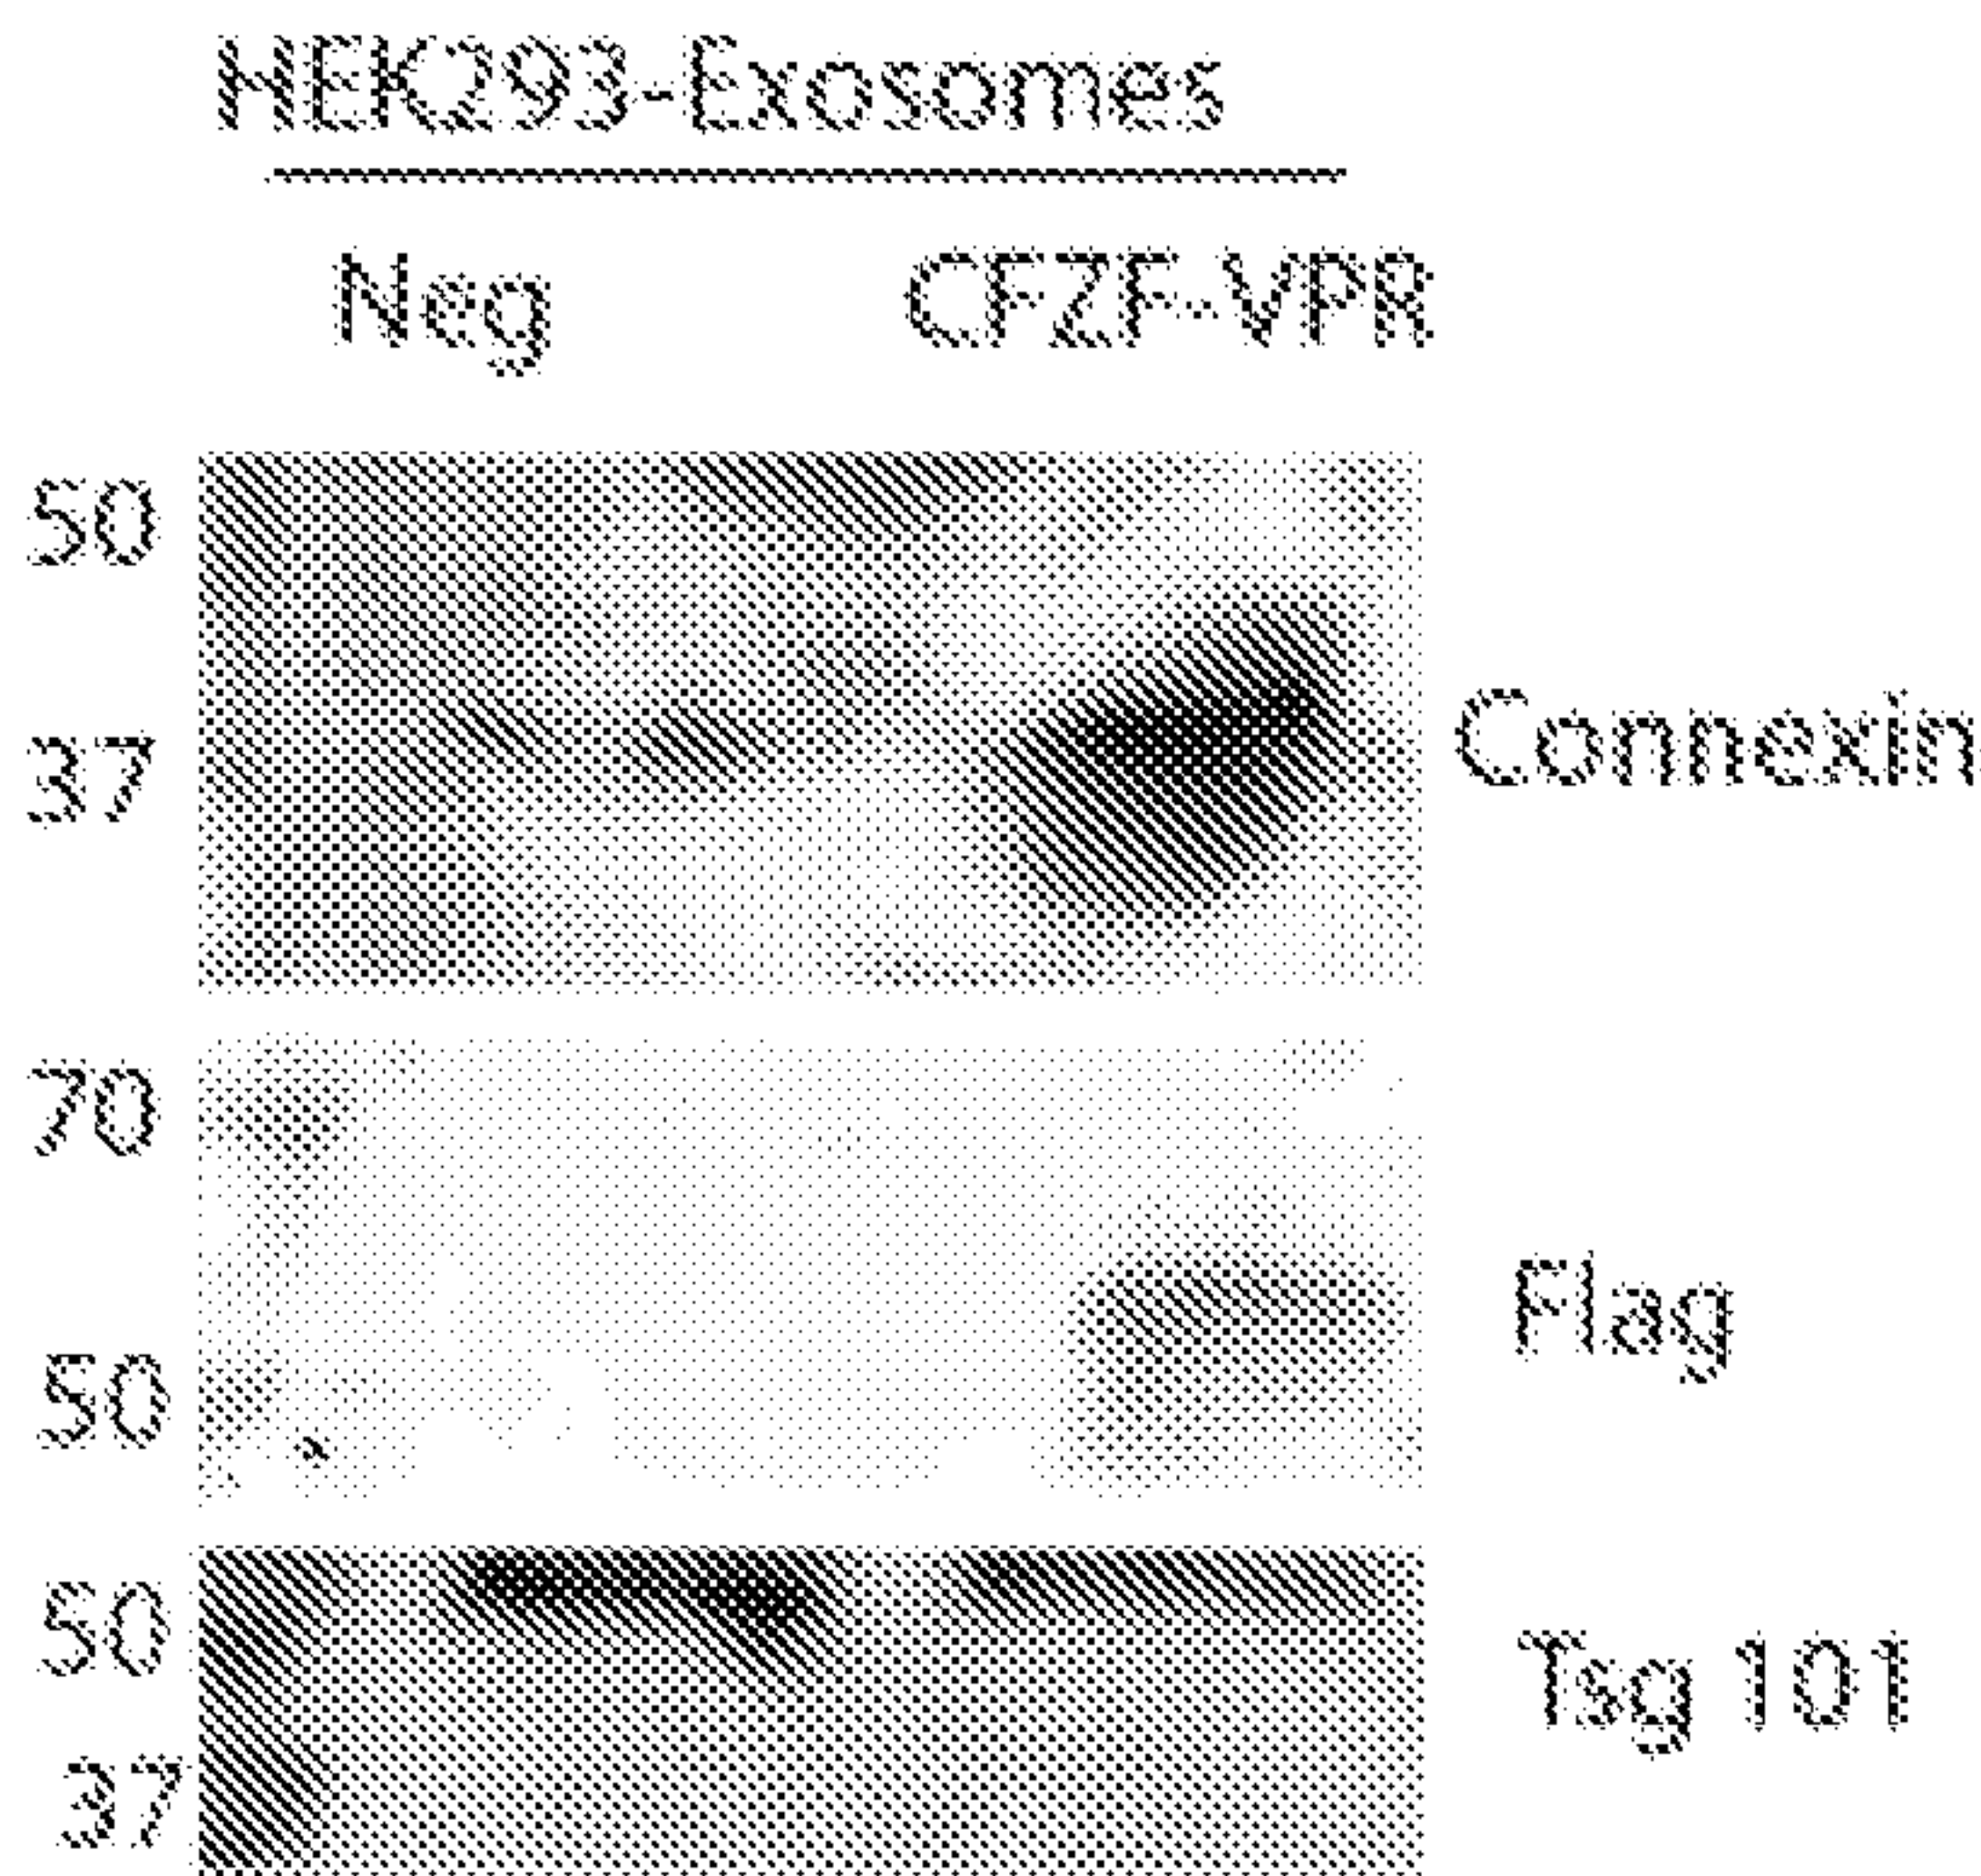 HEK293-Exosomes
Neg CFZF-VPR
50
37 Connexin
70
Flag
50
50
Tsg 101
37